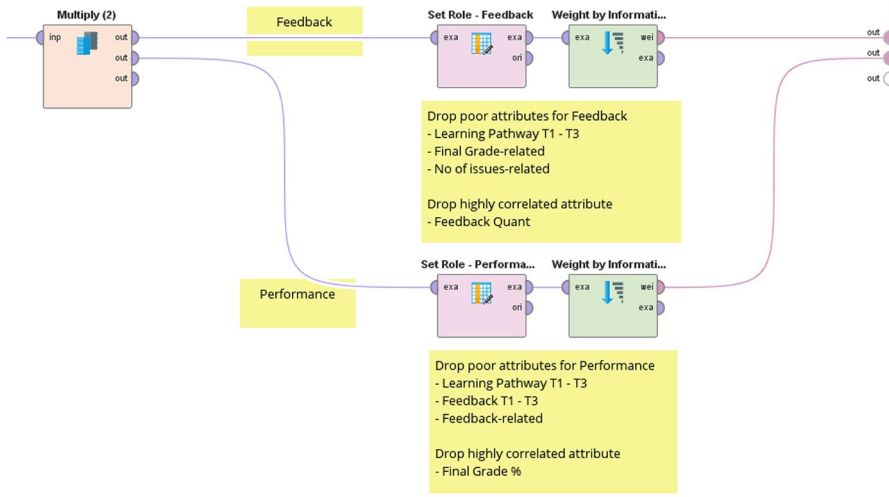 Multiply (2)
inp
out
out
out
Feedback
Set Role - Feedback
exa
exa
ori
Weight by Informati...
exa
wei
exa
out
out
out
Drop poor attributes for Feedback
- Learning Pathway T1 - T3
- Final Grade-related
- No of issues-related
Drop highly correlated attribute
- Feedback Quant
Performance
Set Role - Performa...
exa
exa
ori
Weight by Informati...
exa
wei
exa
Drop poor attributes for Performance
- Learning Pathway T1 - T3
- Feedback T1 - T3
- Feedback-related
Drop highly correlated attribute
- Final Grade %